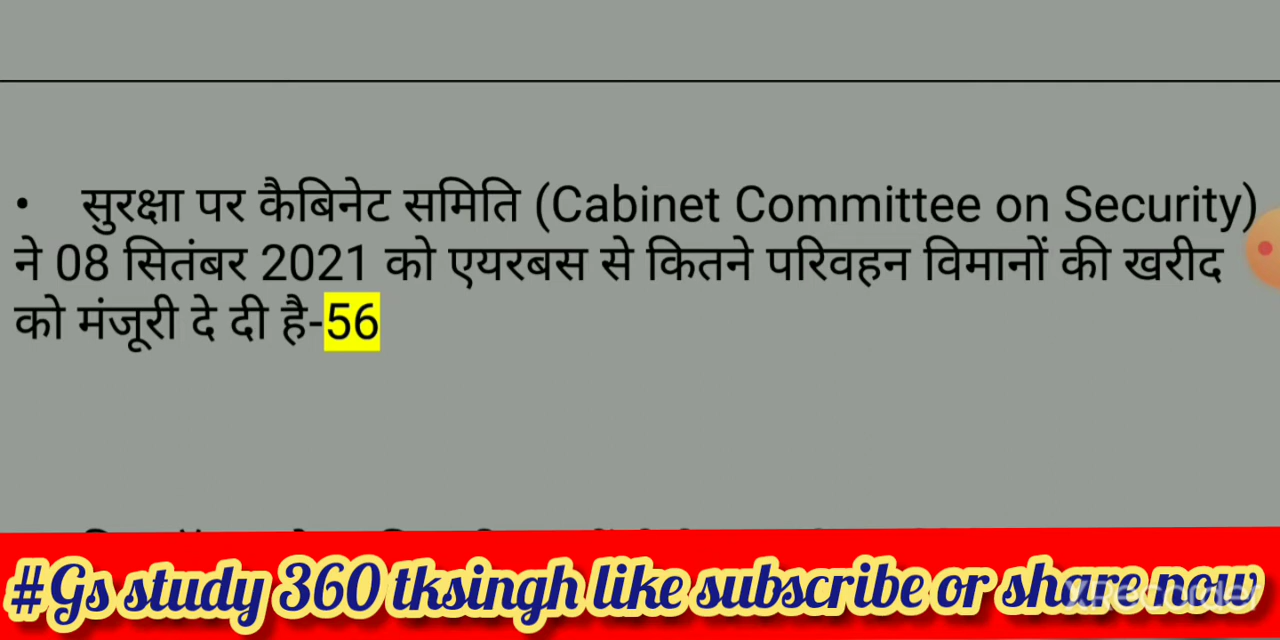 • सुरक्षा पर कैबिनेट समिति (Cabinet Committee on Security)
ने 08 सितंबर 2021 को एयरबस से कितने परिवहन विमानों की खरीद
को मंजूरी दे दी है-56
#Gs study 360 tksingh like subscribe or share now
XRecorder